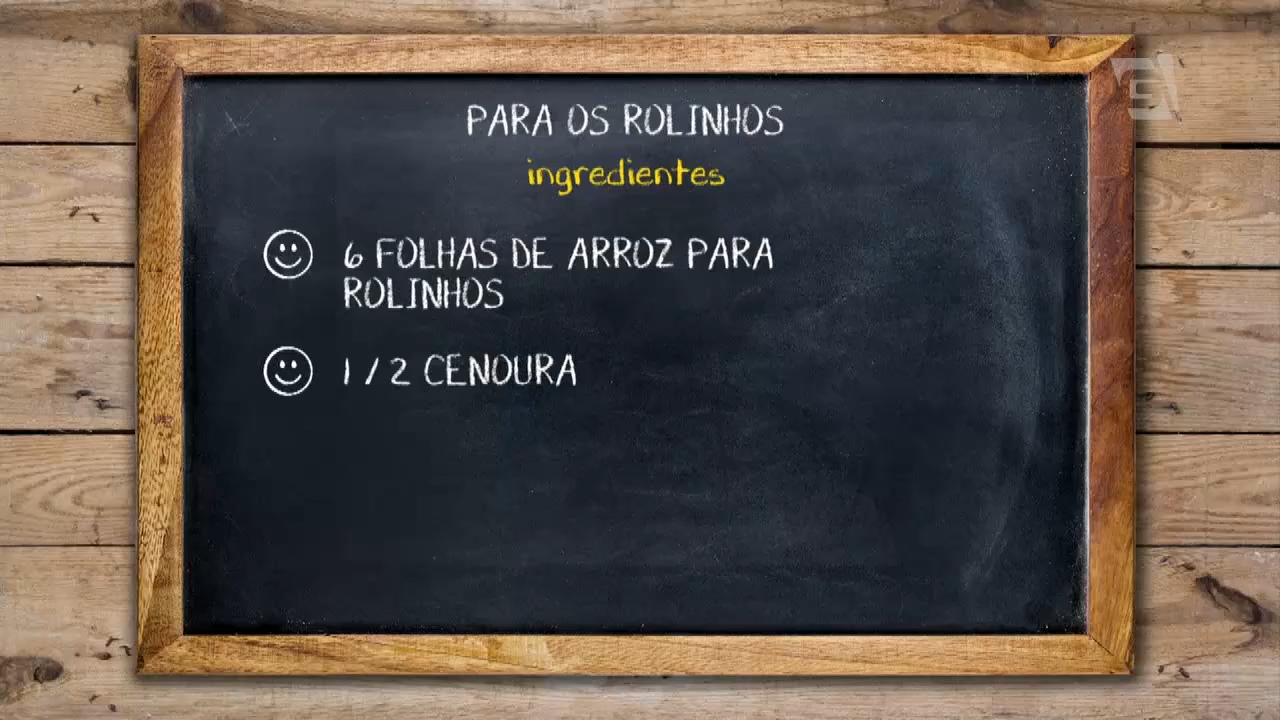 PARA OS ROLINHOS
ingredientes
6 FOLHAS DE ARROZ PARA
ROLINHOS
1 / 2 CENOURA